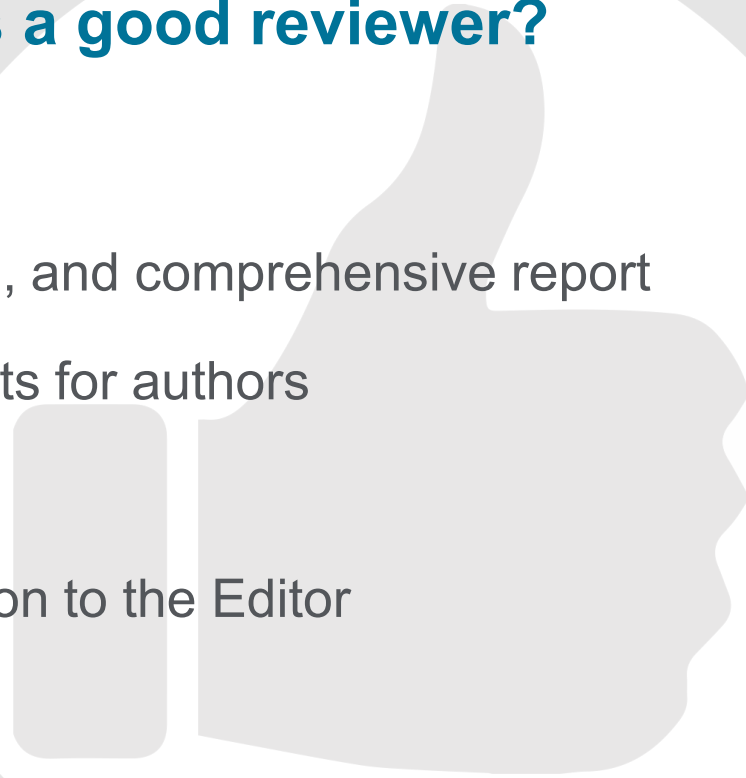 a good reviewer?
, and comprehensive report
ts for authors
on to the Editor